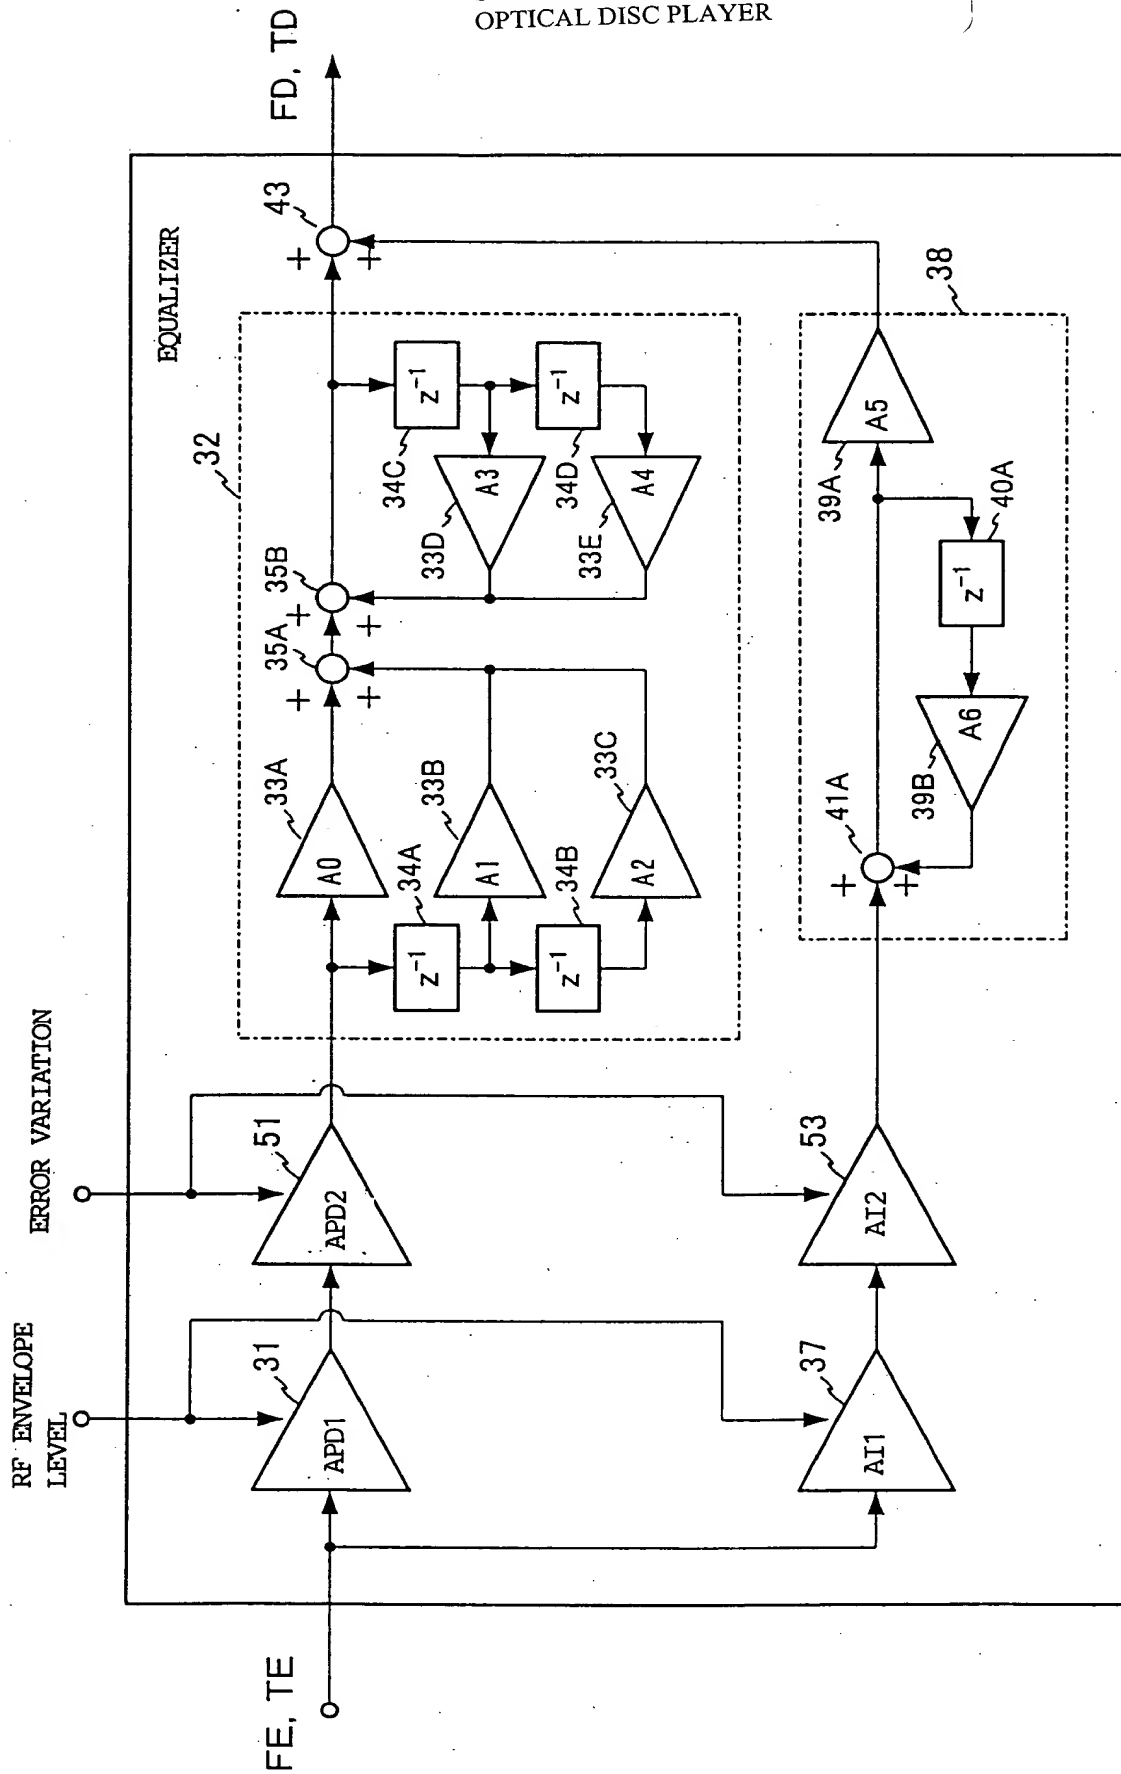 OPTICAL DISC PLAYER
FD, TD
43
EQUALIZER
32
38
z⁻¹
34C
z⁻¹
34D
A3
33D
A4
33E
A5
39A
40A
z⁻¹
35B
35A
+
+
+
+
+
+
A6
39B
41A
+
+
33A
A0
33B
A1
33C
A2
34A
z⁻¹
34B
z⁻¹
ERROR VARIATION
51
APD2
53
AI2
RF ENVELOPE
LEVEL
31
APD1
37
AI1
FE, TE